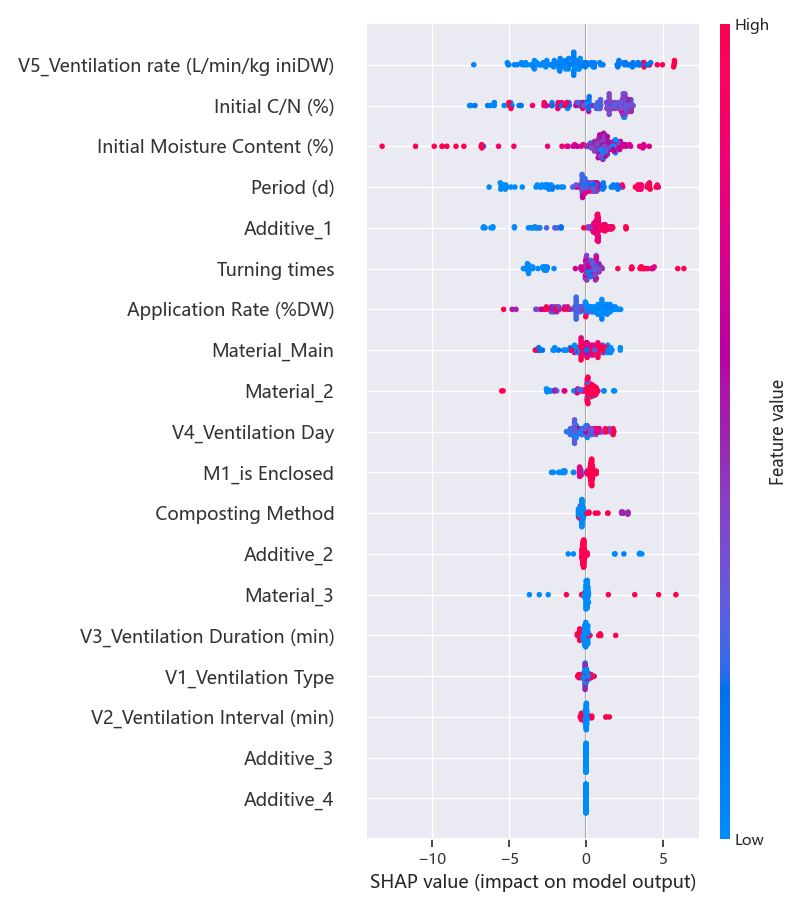 High
V5_Ventilation rate (L/min/kg iniDW)
Initial C/N (%)
Initial Moisture Content (%)
Period (d)
Additive_1
Turning times
Application Rate (%DW)
Material_Main
Material_2
V4_Ventilation Day
M1_is Enclosed
Composting Method
Additive_2
Material_3
V3_Ventilation Duration (min)
V1_Ventilation Type
V2_Ventilation Interval (min)
Additive_3
Additive_4
Feature value
Low
−10 −5 0 5
SHAP value (impact on model output)